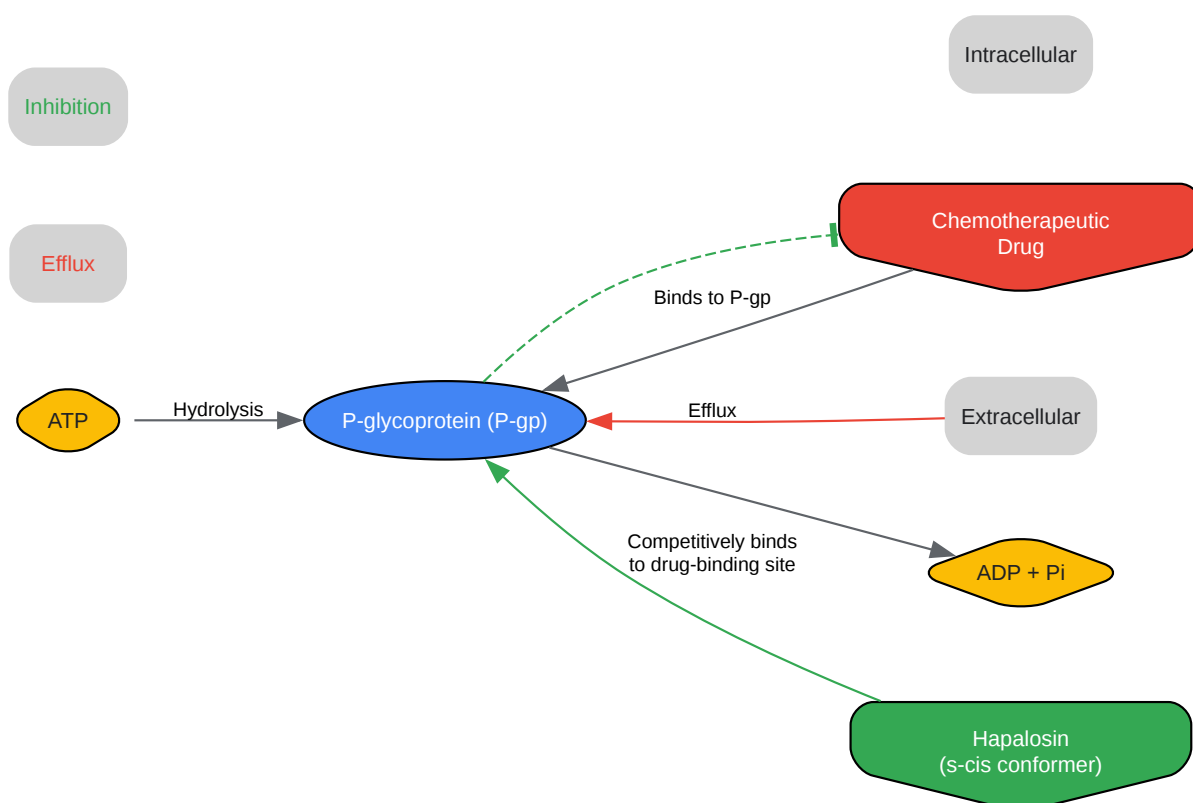 Intracellular
Inhibition
Chemotherapeutic
Drug
Efflux
Binds to P-gp
ATP
Hydrolysis
P-glycoprotein (P-gp)
Efflux
Extracellular
Competitively binds
to drug-binding site
ADP + Pi
Hapalosin
(s-cis conformer)